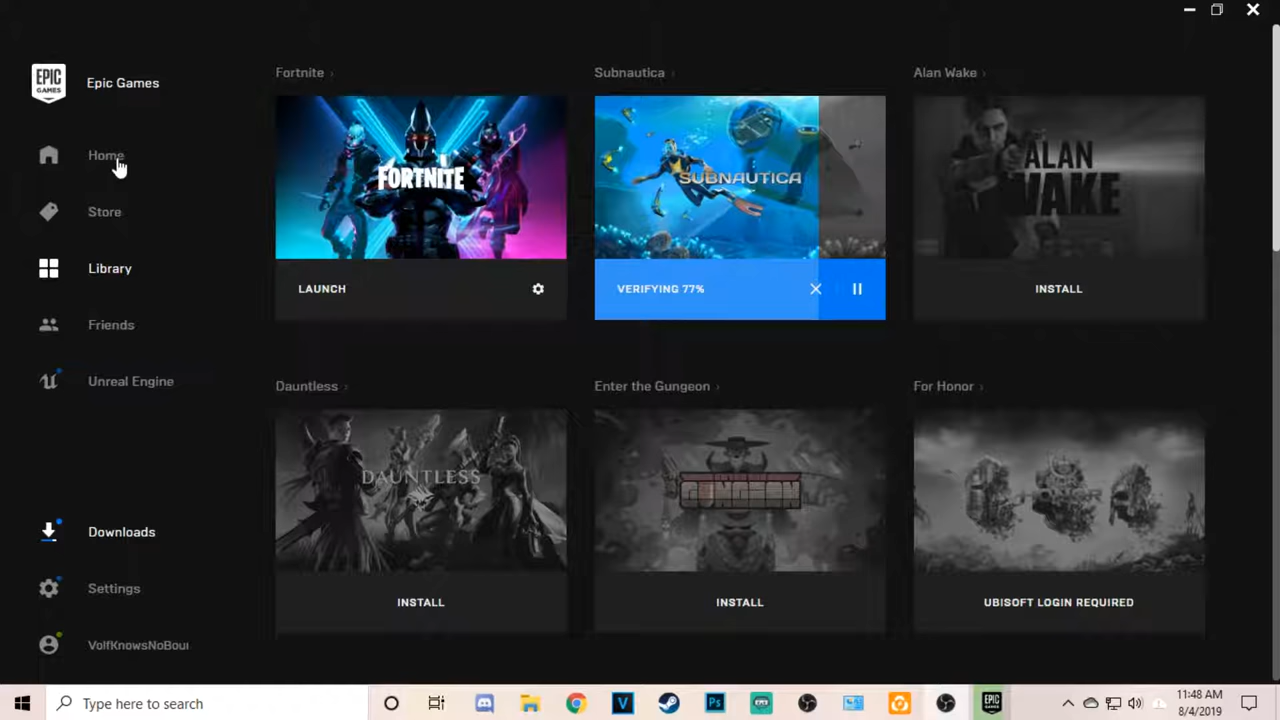 EPIC
GAMES
Epic Games
Home
Store
Library
Friends
Unreal Engine
Downloads
Settings
VolfKnowsNoBour
Fortnite ›
FORTNITE
LAUNCH
Subnautica ›
SUBNAUTICA
VERIFYING 77%
Alan Wake ›
ALAN
WAKE
INSTALL
Dauntless ›
DAUNTLESS
INSTALL
Enter the Gungeon ›
GUNGEON
INSTALL
For Honor ›
UBISOFT LOGIN REQUIRED
Type here to search
11:48 AM
8/4/2019